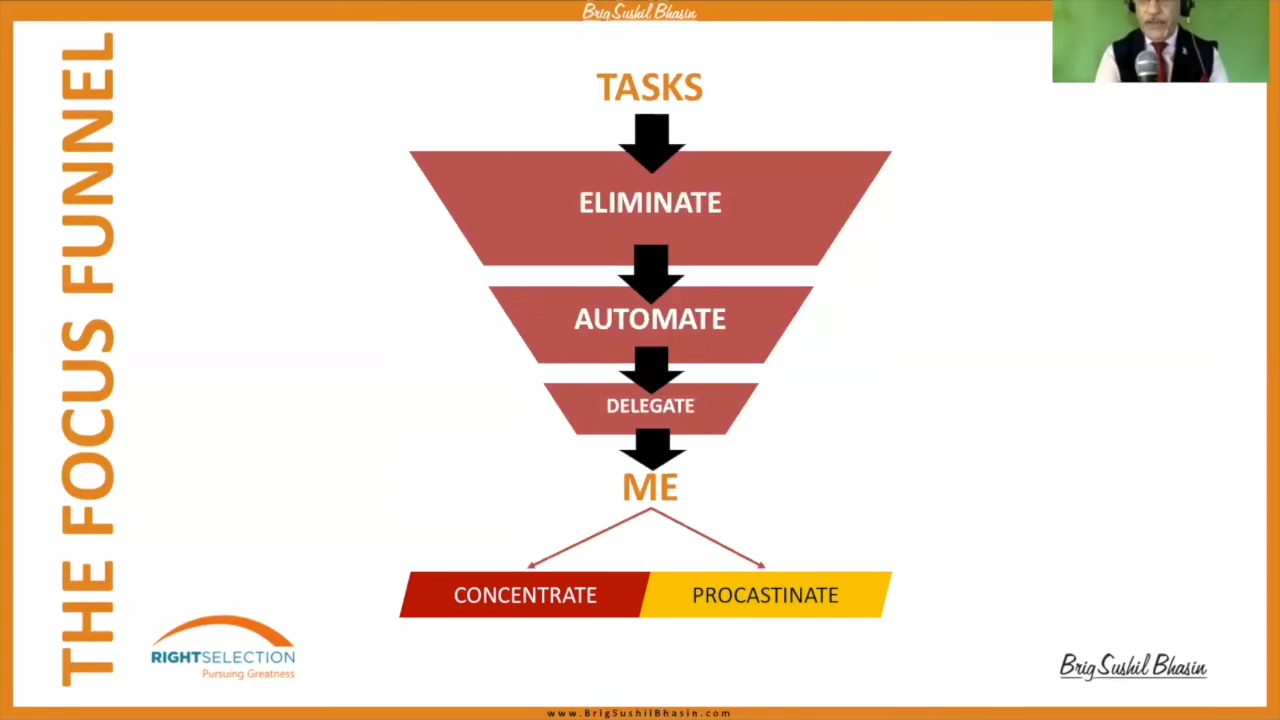 Brig Sushil Bhasin
THE FOCUS FUNNEL
TASKS
ELIMINATE
AUTOMATE
DELEGATE
ME
CONCENTRATE
PROCASTINATE
RIGHTSELECTION
Pursuing Greatness
Brig Sushil Bhasin
www.BrigSushilBhasin.com